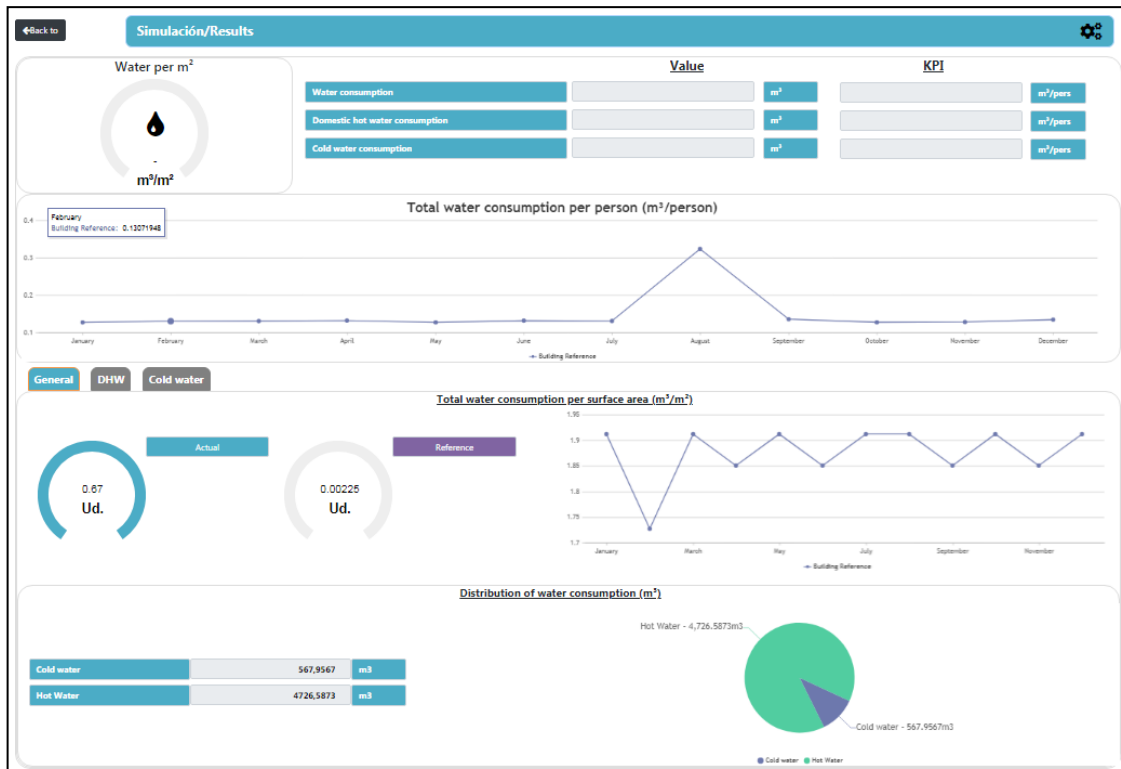 Back to
Simulación/Results
Water per m²
-
m³/m²
Value
KPI
Water consumption
m³
m³/pers
Domestic hot water consumption
m³
m³/pers
Cold water consumption
m³
m³/pers
Total water consumption per person (m³/person)
February
Building Reference: 0.13071948
0.4
0.3
0.2
0.1
January February March April May June July August September October November December
Building Reference
General DHW Cold water
Total water consumption per surface area (m³/m²)
Actual
0.67
Ud.
Reference
0.00225
Ud.
1.95
1.9
1.85
1.8
1.75
1.7
January March May July September November
Building Reference
Distribution of water consumption (m³)
Cold water 567,9567 m3
Hot Water 4726,5873 m3
Hot Water - 4,726.5873m3
Cold water - 567.9567m3
Cold water Hot Water